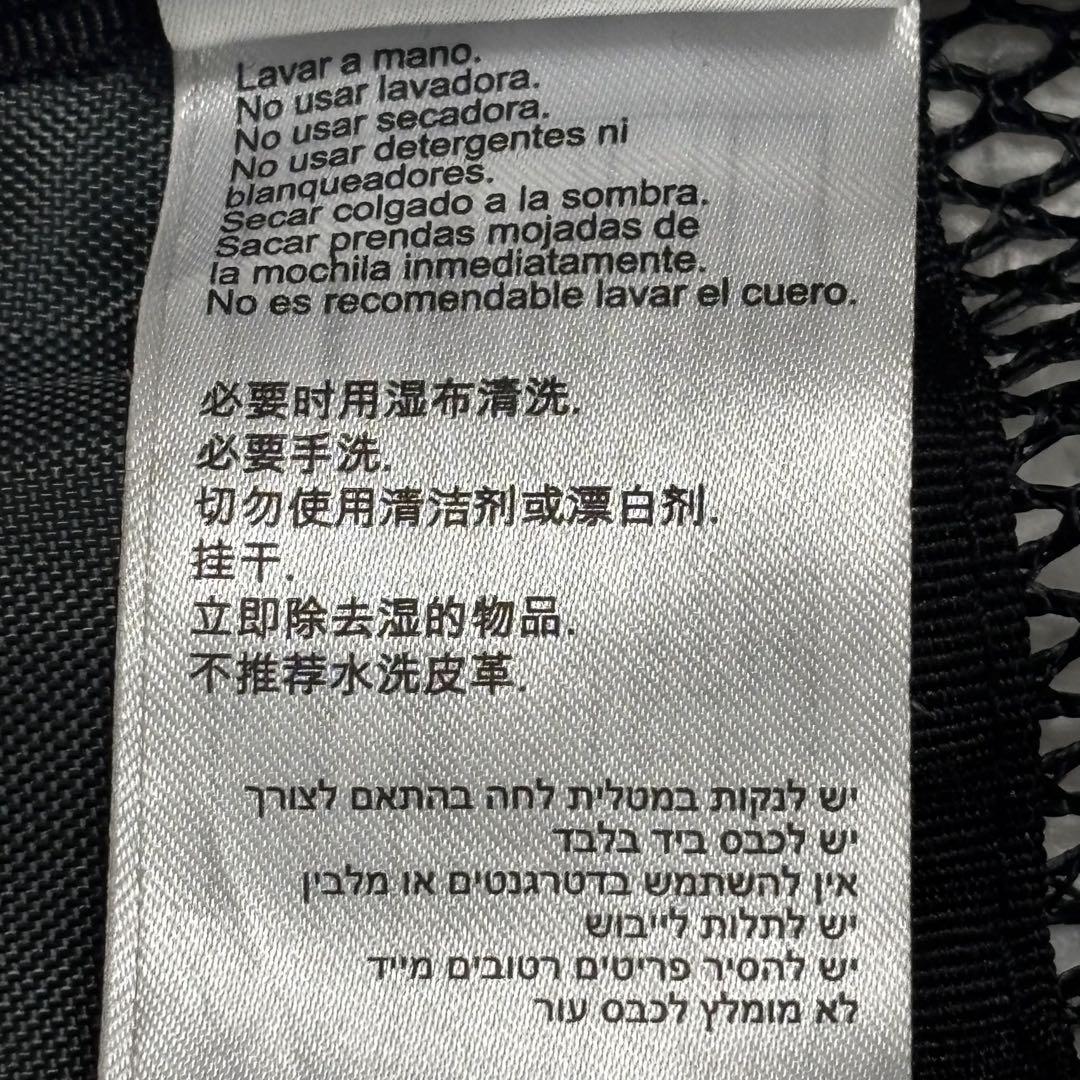 Lavar a mano.
No usar lavadora.
No usar secadora.
No usar detergentes ni
blanqueadores.
Secar colgado a la sombra.
Sacar prendas mojadas de
la mochila inmediatamente.
No es recomendable lavar el cuero.
必要时用湿布清洗.
必要手洗.
切勿使用清洁剂或漂白剂.
挂干.
立即除去湿的物品.
不推荐水洗皮革.
יש לנקות במטלית לחה בהתאם לצורך
יש לכבס ביד בלבד
אין להשתמש בדטרגנטים או מלבין
יש לתלות לייבוש
יש להסיר פריטים רטובים מייד
לא מומלץ לכבס עור